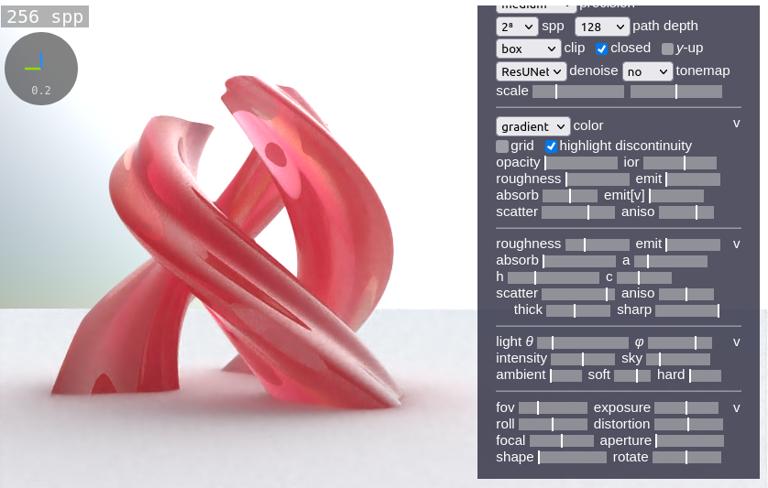 256 spp
0.2
medium precision
2⁸ spp 128 path depth
box clip closed y-up
ResUNet denoise no tonemap
scale
gradient color v
grid highlight discontinuity
opacity ior
roughness emit
absorb emit[v]
scatter aniso
roughness emit v
absorb a
h c
scatter aniso
thick sharp
light θ φ v
intensity sky
ambient soft hard
fov exposure v
roll distortion
focal aperture
shape rotate